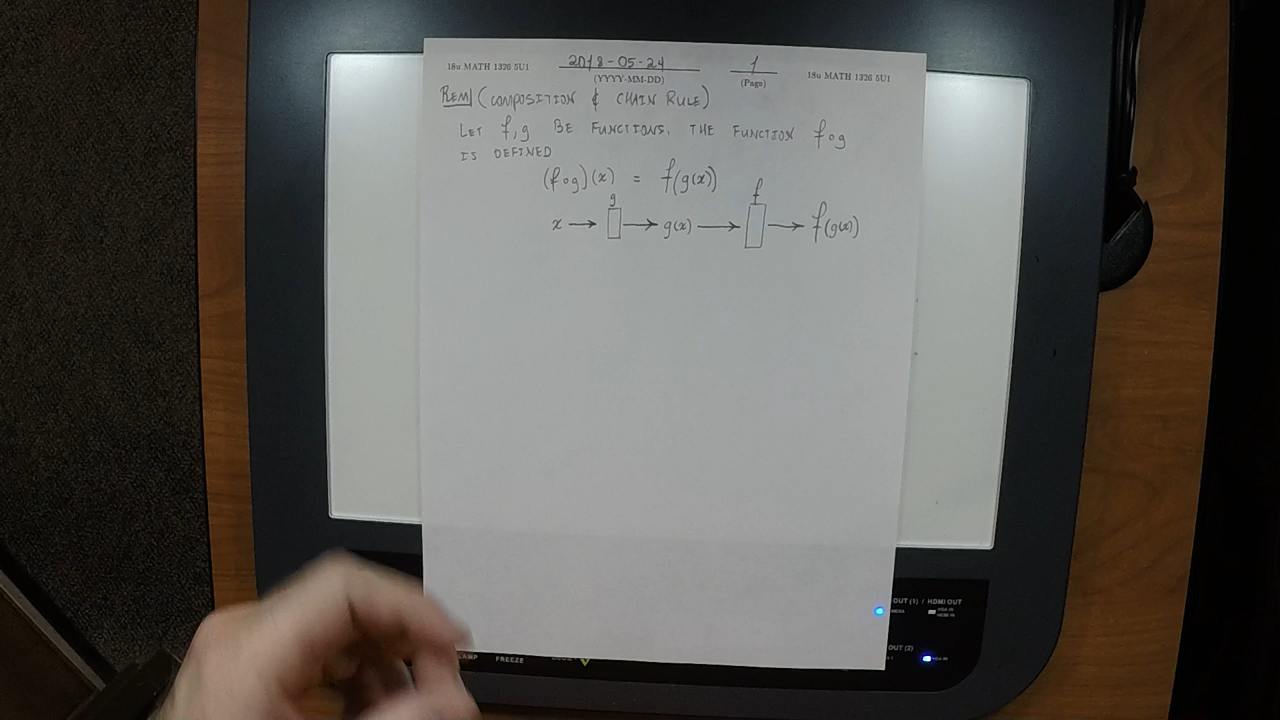 18u MATH 1326 5U1 2018-05-24 1 18u MATH 1326 5U1
(YYYY-MM-DD) (Page)
REM (COMPOSITION & CHAIN RULE)
LET f, g BE FUNCTIONS. THE FUNCTION f∘g
IS DEFINED
(f∘g)(x) = f(g(x))
g f
x → → g(x) → → f(g(x))
OUT (1) / HDMI OUT
OUT (2)
FREEZE